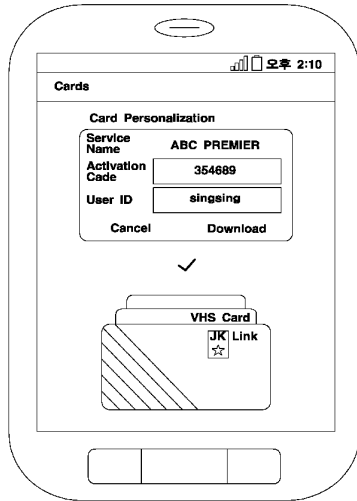 오후 2:10
Cards
Card Personalization
Service
Name
ABC PREMIER
Activation
Cade
354689
User ID
singsing
Cancel Download
VHS Card
JK Link